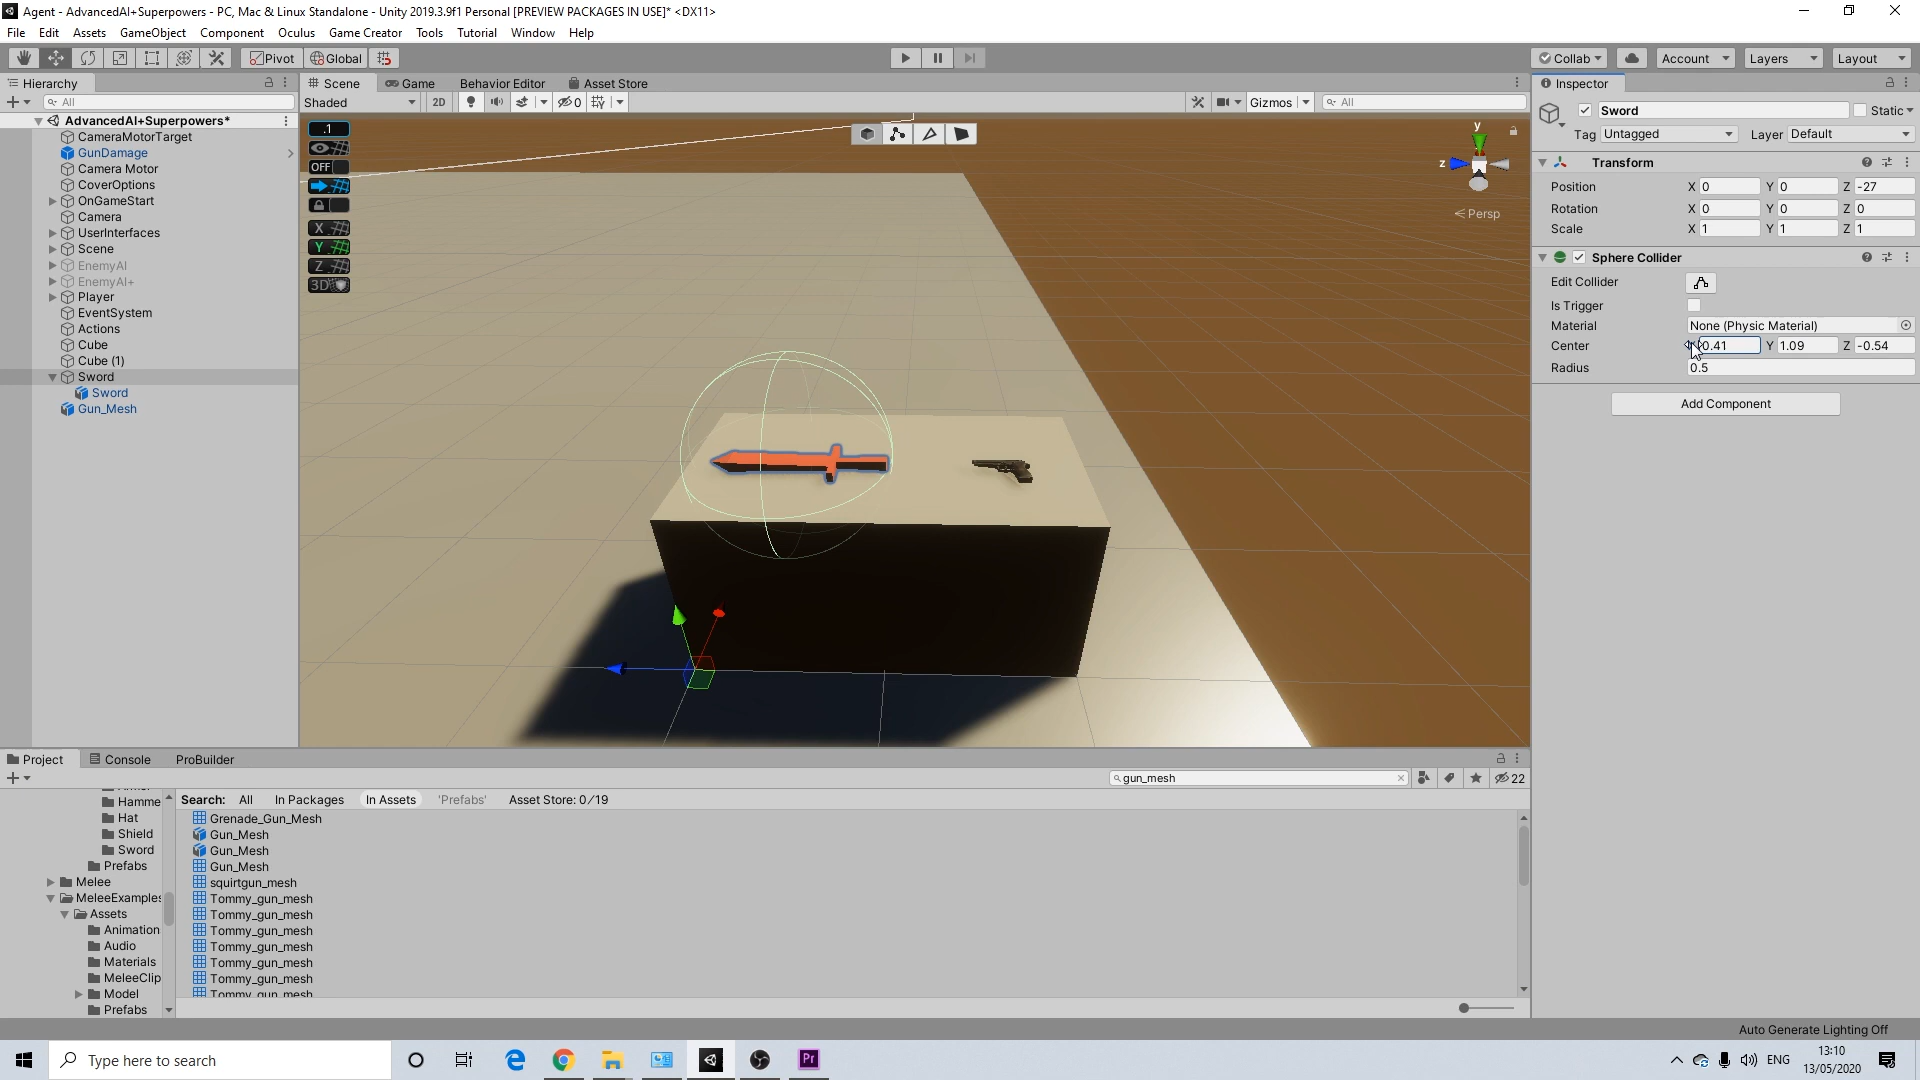 Agent - AdvancedAI+Superpowers - PC, Mac & Linux Standalone - Unity 2019.3.9f1 Personal [PREVIEW PACKAGES IN USE]* <DX11>
File Edit Assets GameObject Component Oculus Game Creator Tools Tutorial Window Help
Pivot Global Collab Account Layers Layout
Hierarchy
All
AdvancedAI+Superpowers*
CameraMotorTarget
GunDamage
Camera Motor
CoverOptions
OnGameStart
Camera
UserInterfaces
Scene
EnemyAI
EnemyAI+
Player
EventSystem
Actions
Cube
Cube (1)
Sword
Sword
Gun_Mesh
Scene Game Behavior Editor Asset Store
Shaded 2D 0 Gizmos All
.1
OFF
X
Y
Z
3D
y
z
Persp
Inspector
Sword Static
Tag Untagged Layer Default
Transform
Position X 0 Y 0 Z -27
Rotation X 0 Y 0 Z 0
Scale X 1 Y 1 Z 1
Sphere Collider
Edit Collider
Is Trigger
Material None (Physic Material)
Center 0.41 Y 1.09 Z -0.54
Radius 0.5
Add Component
Project Console ProBuilder
gun_mesh 22
Hamme
Hat
Shield
Sword
Prefabs
Melee
MeleeExamples
Assets
Animation
Audio
Materials
MeleeClip
Model
Prefabs
Search: All In Packages In Assets 'Prefabs' Asset Store: 0/19
Grenade_Gun_Mesh
Gun_Mesh
Gun_Mesh
Gun_Mesh
squirtgun_mesh
Tommy_gun_mesh
Tommy_gun_mesh
Tommy_gun_mesh
Tommy_gun_mesh
Tommy_gun_mesh
Tommy_gun_mesh
Tommy_gun_mesh
Auto Generate Lighting Off
Type here to search
Pr
ENG
13:10
13/05/2020